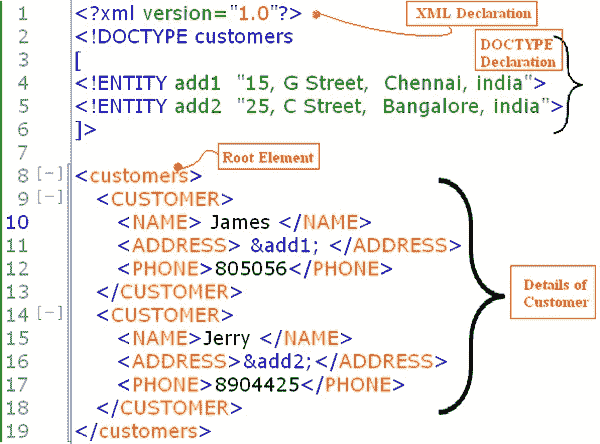 1 <?xml version="1.0"?> XML Declaration
2 <!DOCTYPE customers DOCTYPE
3 [ Declaration
4 <!ENTITY add1 "15, G Street, Chennai, india">
5 <!ENTITY add2 "25, C Street, Bangalore, india">
6 ]>
7 Root Element
8 [-] <customers>
9 [-] <CUSTOMER>
10 <NAME> James </NAME>
11 <ADDRESS> &add1; </ADDRESS>
12 <PHONE>805056</PHONE> Details of
13 </CUSTOMER> Customer
14 [-] <CUSTOMER>
15 <NAME>Jerry </NAME>
16 <ADDRESS>&add2;</ADDRESS>
17 <PHONE>8904425</PHONE>
18 </CUSTOMER>
19 </customers>